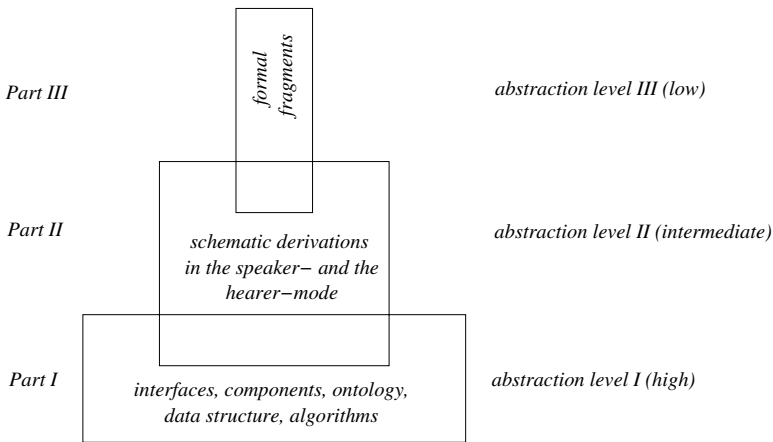 formal
fragments
Part III
abstraction level III (low)
Part II
schematic derivations
in the speaker− and the
hearer−mode
abstraction level II (intermediate)
Part I
interfaces, components, ontology,
data structure, algorithms
abstraction level I (high)